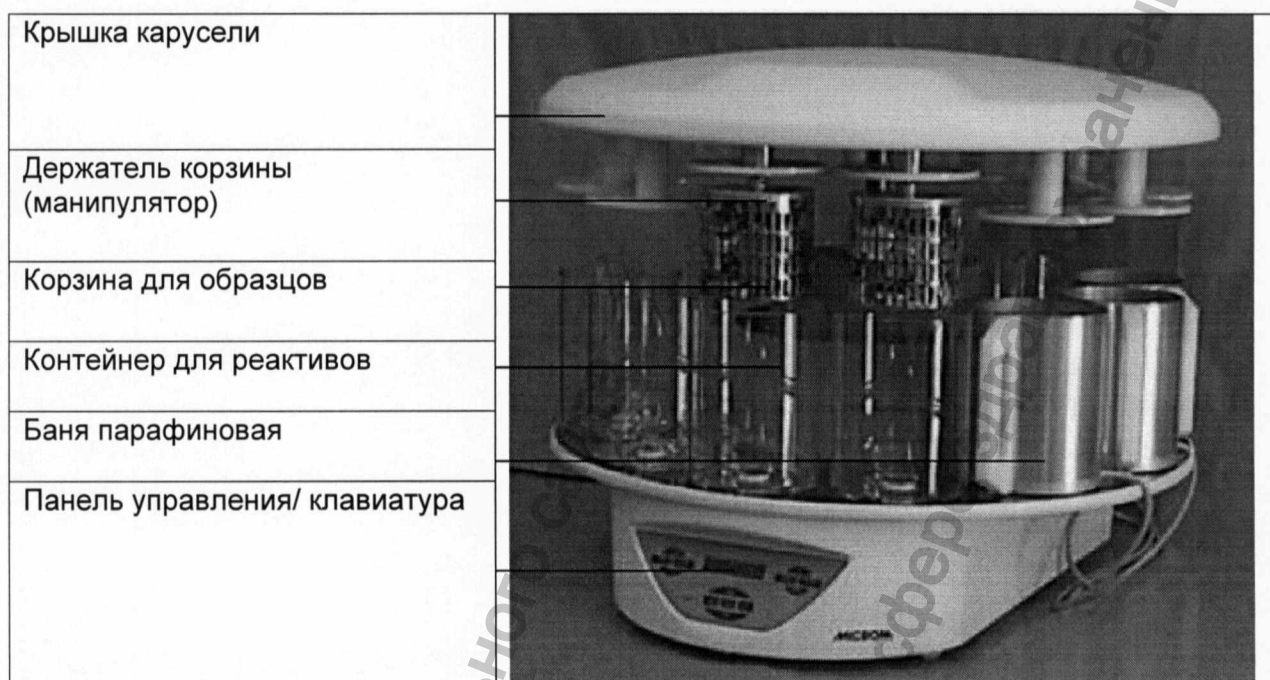 Крышка карусели
Держатель корзины
(манипулятор)
Корзина для образцов
Контейнер для реактивов
Баня парафиновая
Панель управления/ клавиатура
MICROM